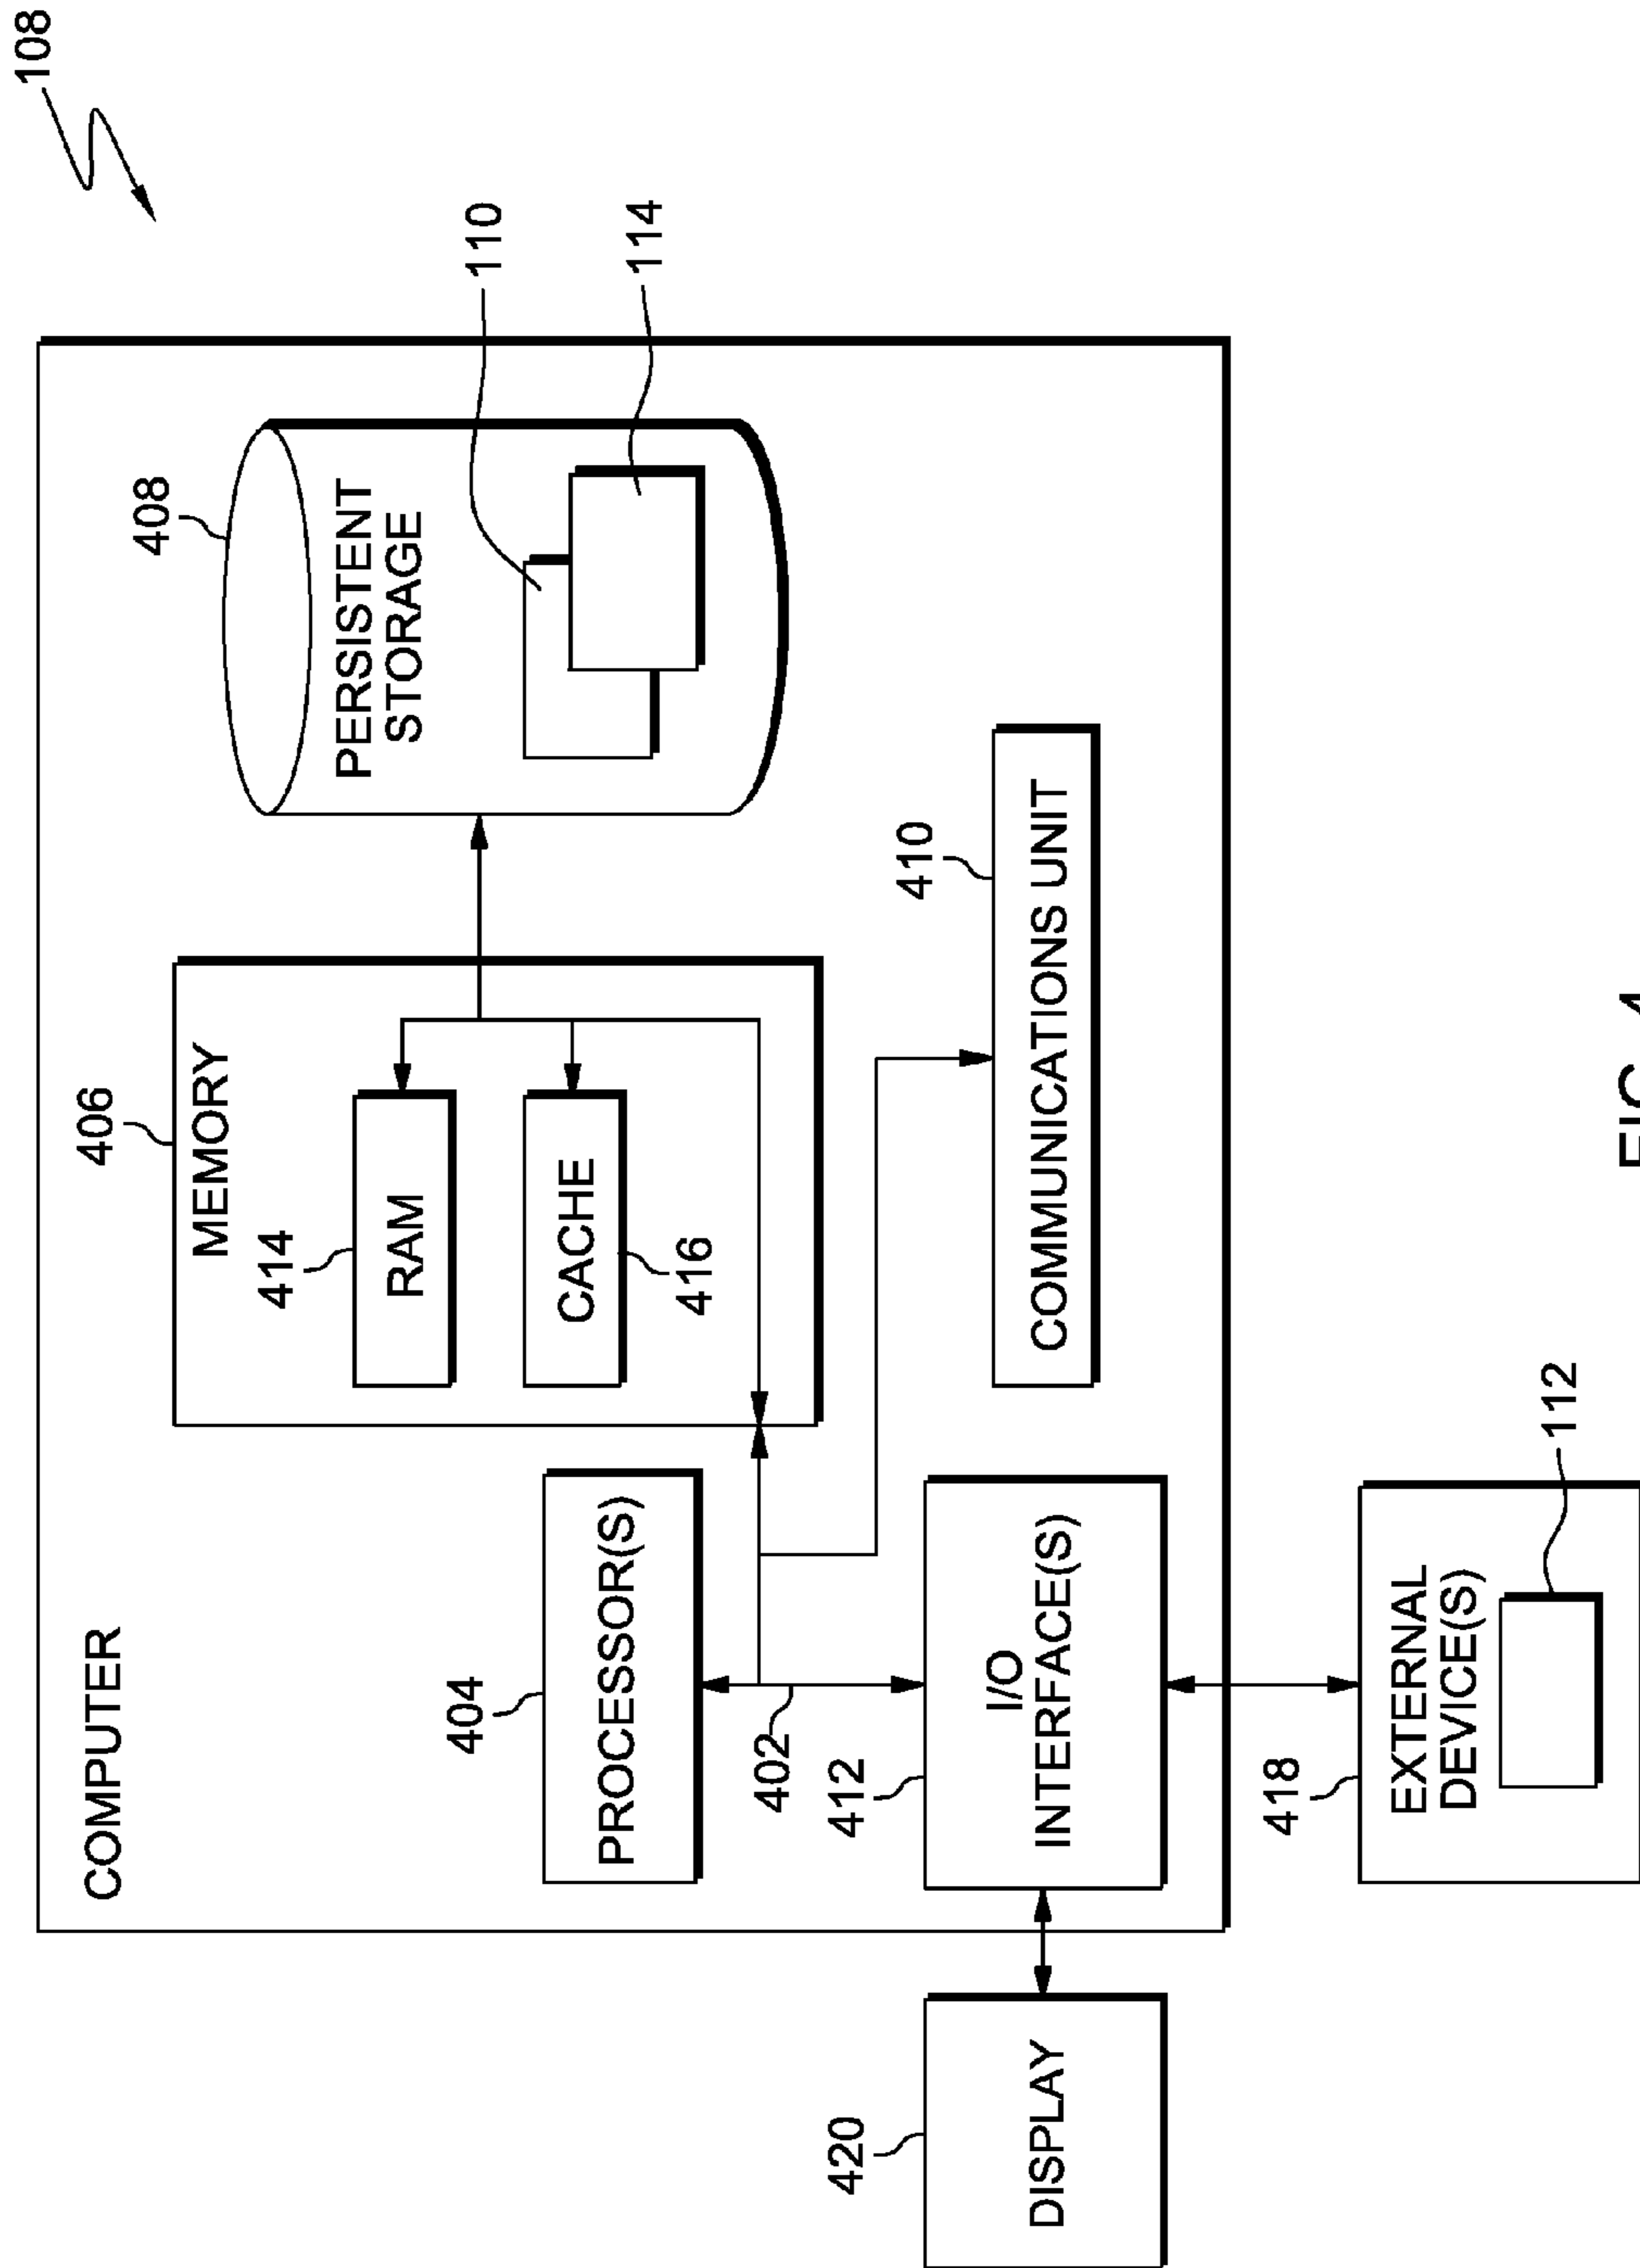 108
COMPUTER
406
MEMORY
408
PERSISTENT
STORAGE
414
RAM
404
PROCESSOR(S)
CACHE
416
110
114
402
412
I/O
INTERFACE(S)
410
COMMUNICATIONS UNIT
420
DISPLAY
418
EXTERNAL
DEVICE(S)
112